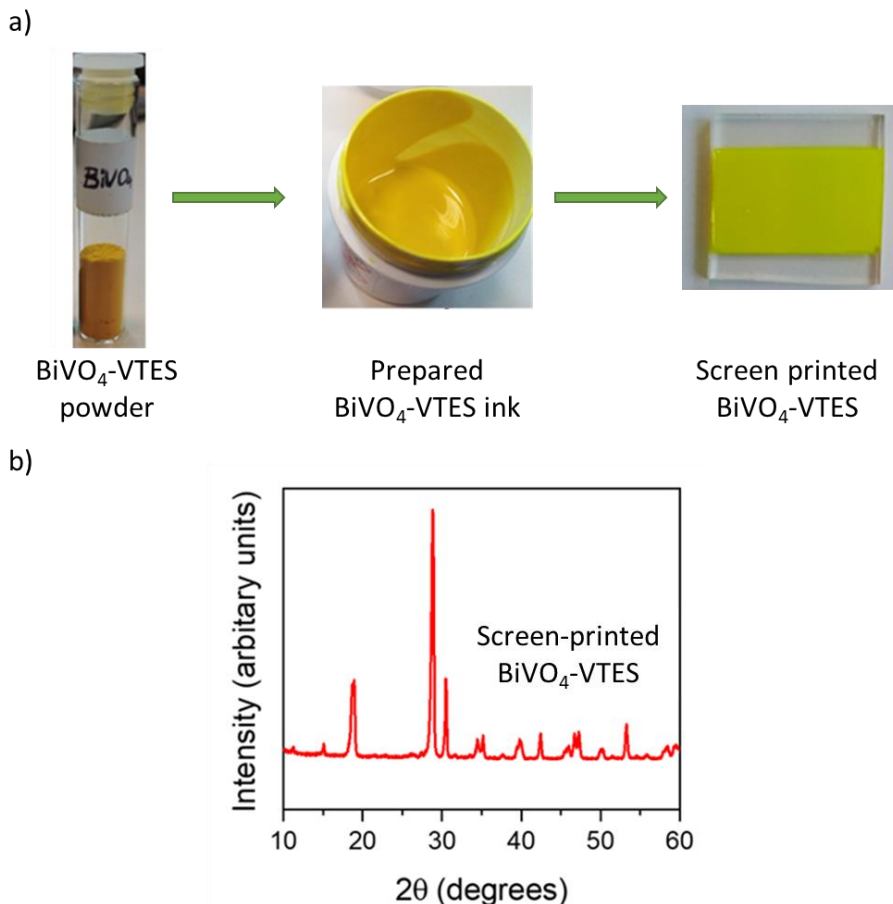 a)
BiVO₄
BiVO₄-VTES
powder
Prepared
BiVO₄-VTES ink
Screen printed
BiVO₄-VTES
b)
Intensity (arbitary units)
Screen-printed
BiVO₄-VTES
10 20 30 40 50 60
2θ (degrees)